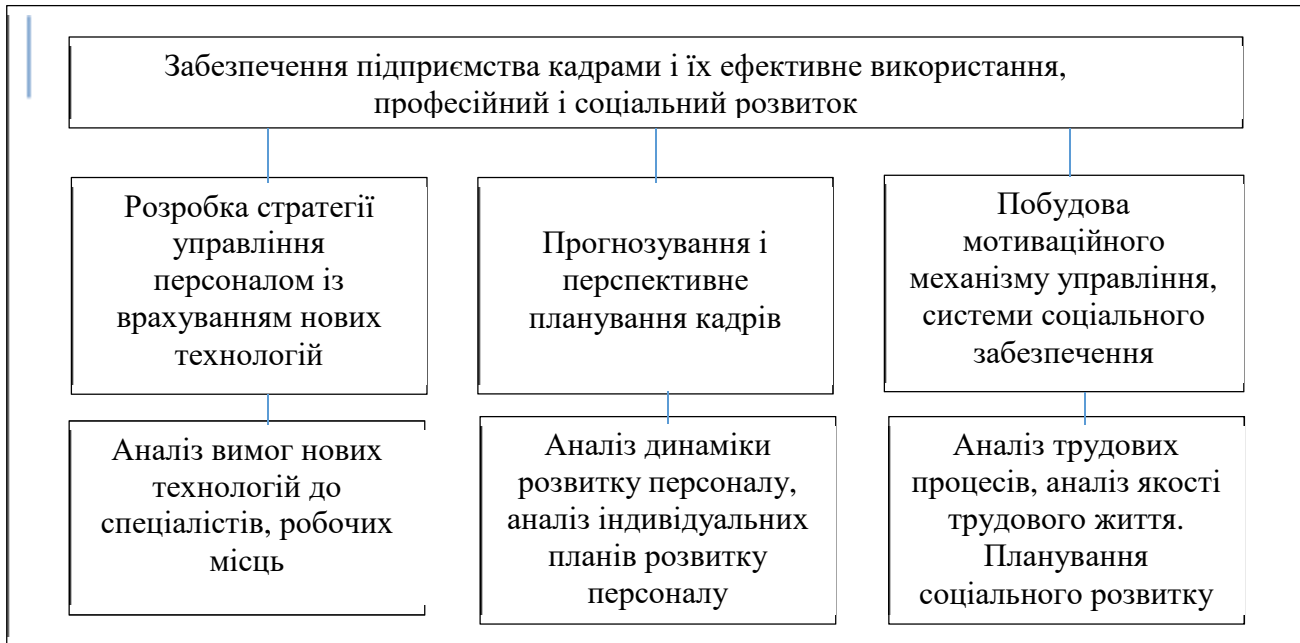 Забезпечення підприємства кадрами і їх ефективне використання,
професійний і соціальний розвиток
Розробка стратегії
управління
персоналом із
врахуванням нових
технологій
Прогнозування і
перспективне
планування кадрів
Побудова
мотиваційного
механізму управління,
системи соціального
забезпечення
Аналіз вимог нових
технологій до
спеціалістів, робочих
місць
Аналіз динаміки
розвитку персоналу,
аналіз індивідуальних
планів розвитку
персоналу
Аналіз трудових
процесів, аналіз якості
трудового життя.
Планування
соціального розвитку